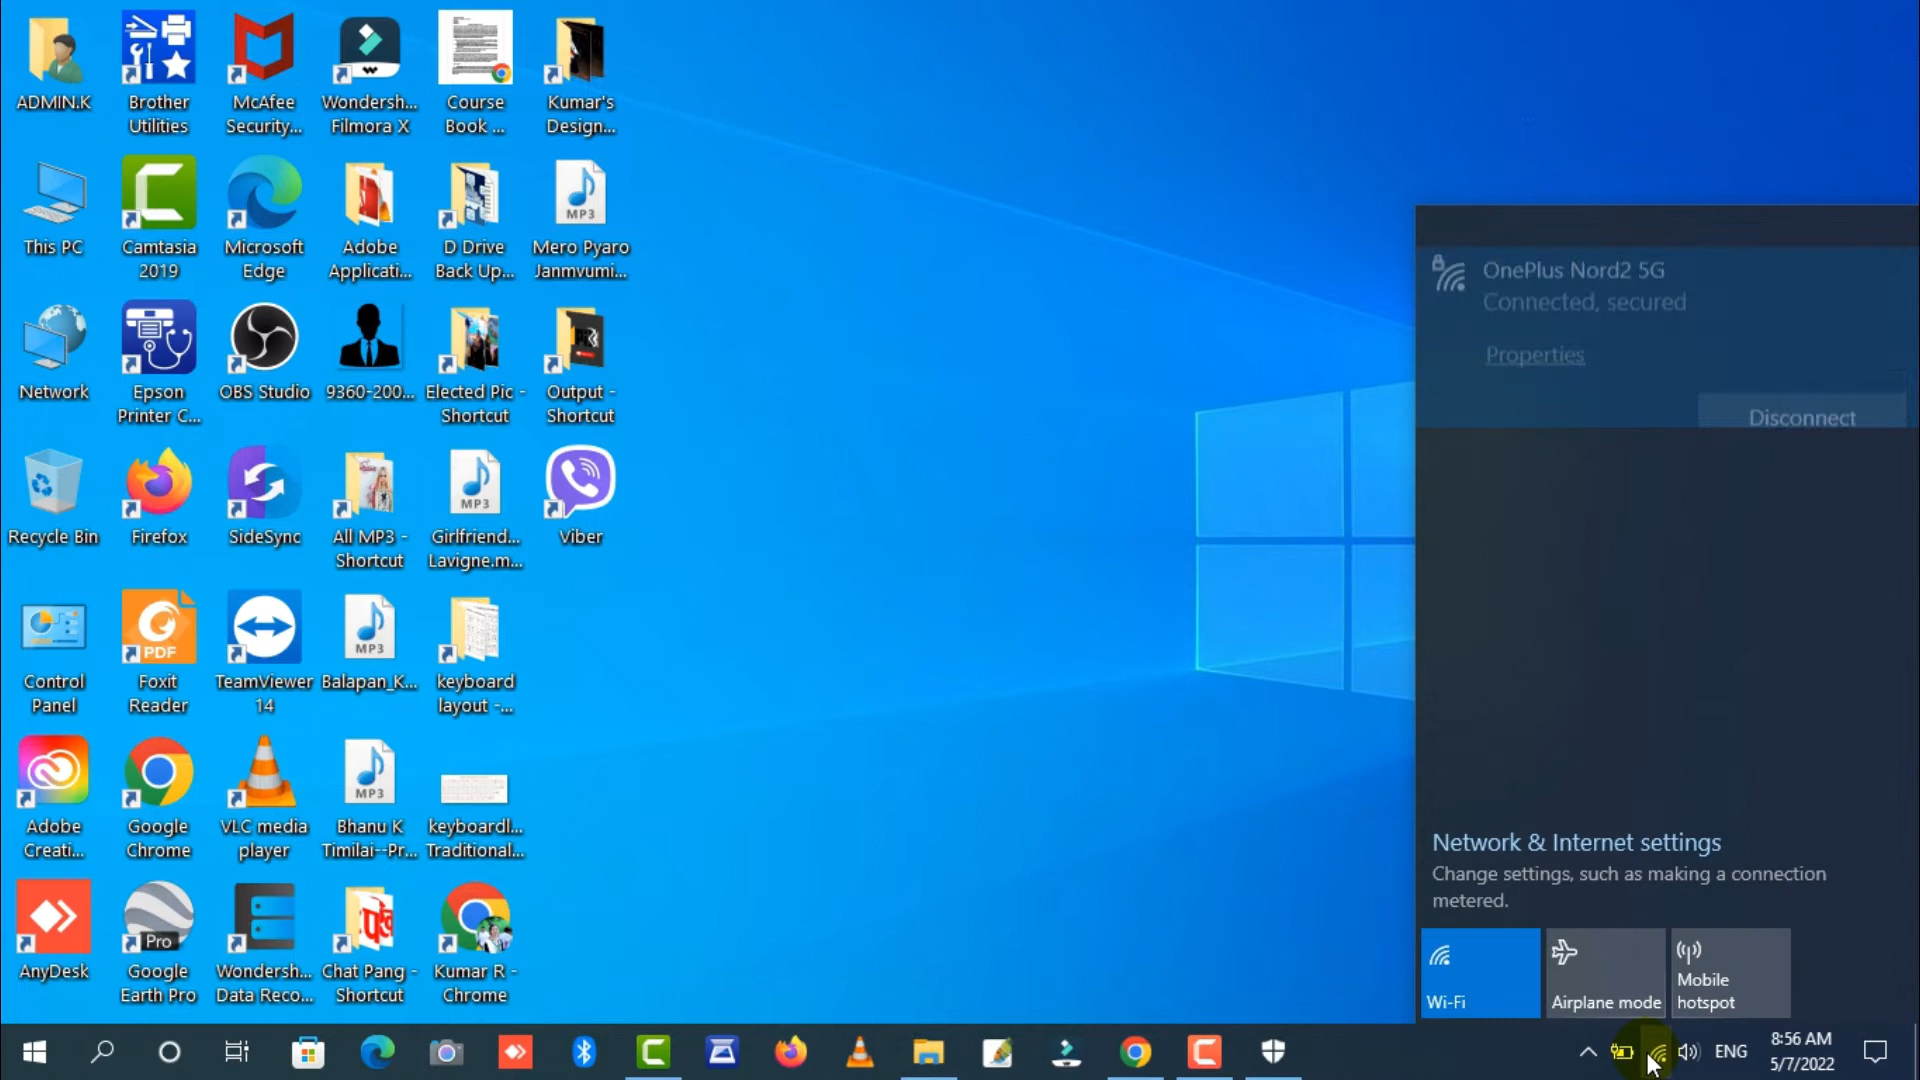 ADMIN.K
Brother
Utilities
McAfee
Security...
Wondersh...
Filmora X
Course
Book ...
Kumar's
Design...
This PC
Camtasia
2019
Microsoft
Edge
Adobe
Applicati...
D Drive
Back Up...
MP3
Mero Pyaro
Janmvumi...
Network
Epson
Printer C...
OBS Studio
9360-200...
Elected Pic -
Shortcut
Output -
Shortcut
Recycle Bin
Firefox
SideSync
All MP3 -
Shortcut
MP3
Girlfriend...
Lavigne.m...
Viber
Control
Panel
PDF
Foxit
Reader
TeamViewer
14
MP3
Balapan_K...
keyboard
layout -...
Adobe
Creati...
Google
Chrome
VLC media
player
MP3
Bhanu K
Timilai--Pr...
keyboardl...
Traditional...
AnyDesk
Pro
Google
Earth Pro
Wondersh...
Data Reco...
Chat Pang -
Shortcut
Kumar R -
Chrome
OnePlus Nord2 5G
Connected, secured
Properties
Disconnect
Network & Internet settings
Change settings, such as making a connection
metered.
Wi-Fi
Airplane mode
Mobile
hotspot
ENG
8:56 AM
5/7/2022